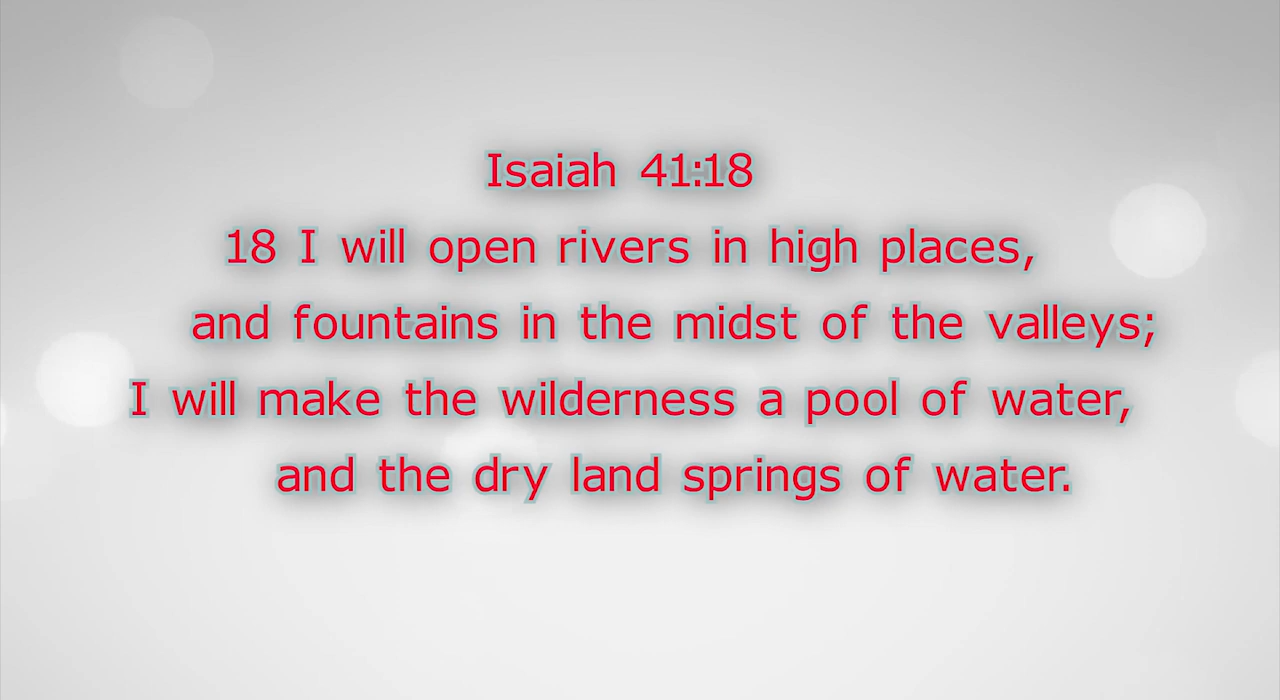 Isaiah 41:18
18 I will open rivers in high places,
and fountains in the midst of the valleys;
I will make the wilderness a pool of water,
and the dry land springs of water.